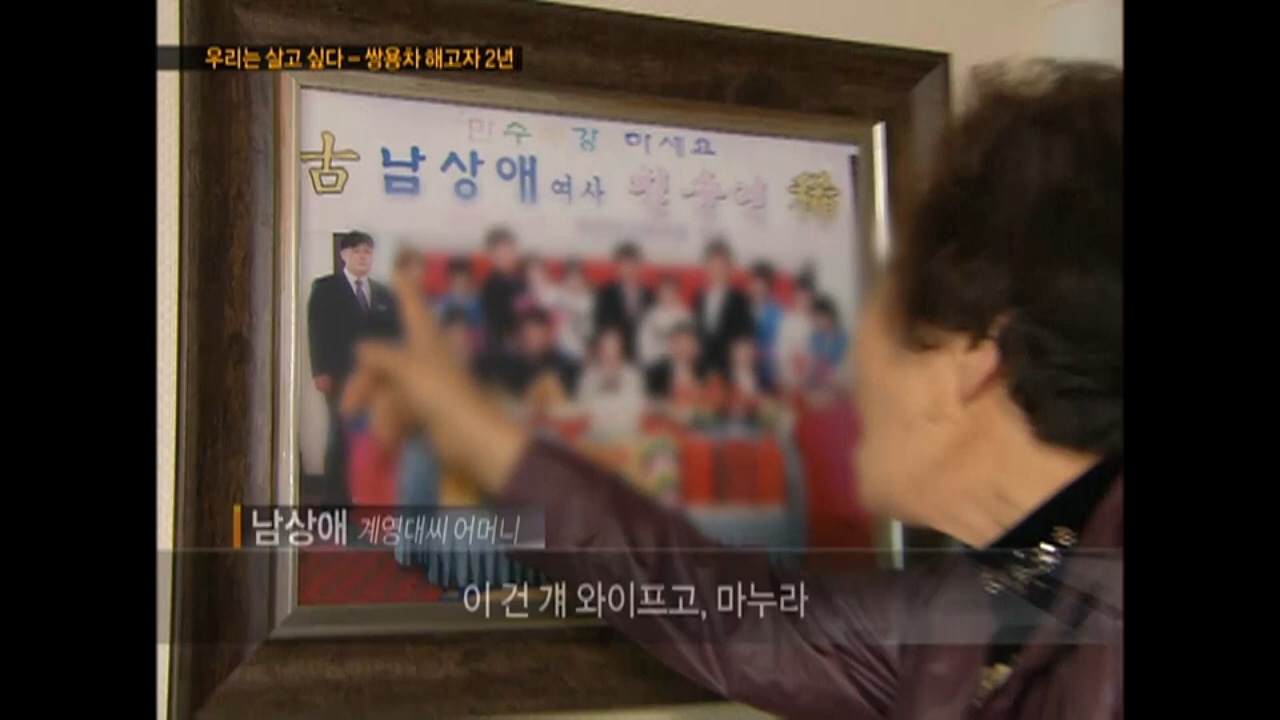 우리는 살고 싶다 - 쌍용차 해고자 2년
만수 강 하세요
古 남상애 여사
남상애 계영대씨 어머니
이 건 걔 와이프고, 마누라